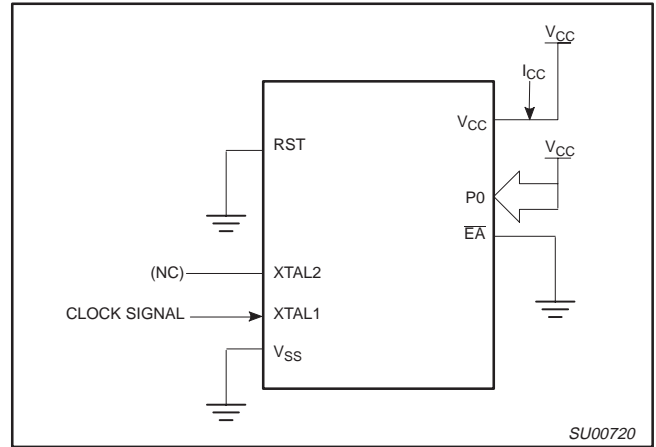 VCC
ICC
VCC
RST
VCC
P0
EA
(NC)
XTAL2
CLOCK SIGNAL
XTAL1
VSS
SU00720